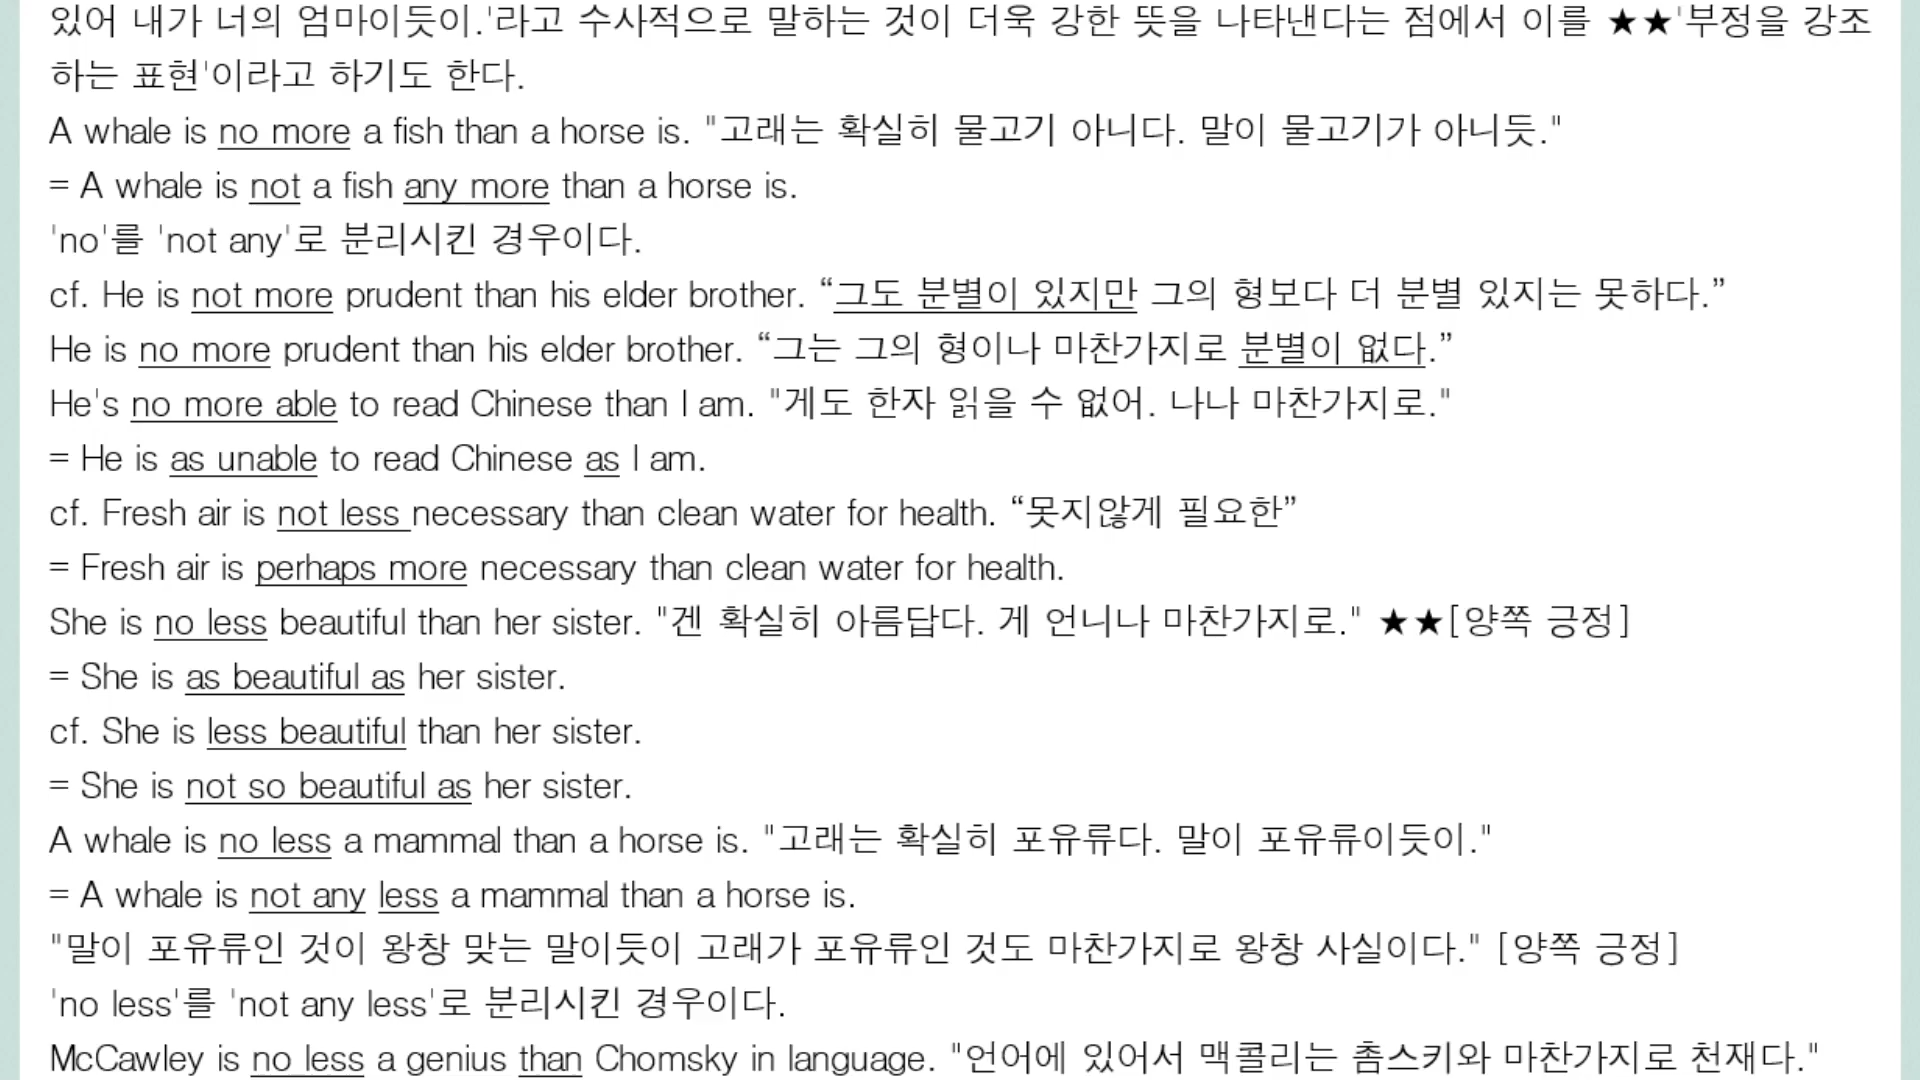 있어 내가 너의 엄마이듯이.'라고 수사적으로 말하는 것이 더욱 강한 뜻을 나타낸다는 점에서 이를 ★★'부정을 강조
하는 표현'이라고 하기도 한다.
A whale is no more a fish than a horse is. "고래는 확실히 물고기 아니다. 말이 물고기가 아니듯."
= A whale is not a fish any more than a horse is.
'no'를 'not any'로 분리시킨 경우이다.
cf. He is not more prudent than his elder brother. “그도 분별이 있지만 그의 형보다 더 분별 있지는 못하다.”
He is no more prudent than his elder brother. “그는 그의 형이나 마찬가지로 분별이 없다.”
He's no more able to read Chinese than I am. "게도 한자 읽을 수 없어. 나나 마찬가지로."
= He is as unable to read Chinese as I am.
cf. Fresh air is not less necessary than clean water for health. “못지않게 필요한”
= Fresh air is perhaps more necessary than clean water for health.
She is no less beautiful than her sister. "겐 확실히 아름답다. 게 언니나 마찬가지로." ★★[양쪽 긍정]
= She is as beautiful as her sister.
cf. She is less beautiful than her sister.
= She is not so beautiful as her sister.
A whale is no less a mammal than a horse is. "고래는 확실히 포유류다. 말이 포유류이듯이."
= A whale is not any less a mammal than a horse is.
"말이 포유류인 것이 왕창 맞는 말이듯이 고래가 포유류인 것도 마찬가지로 왕창 사실이다." [양쪽 긍정]
'no less'를 'not any less'로 분리시킨 경우이다.
McCawley is no less a genius than Chomsky in language. "언어에 있어서 맥콜리는 촘스키와 마찬가지로 천재다."